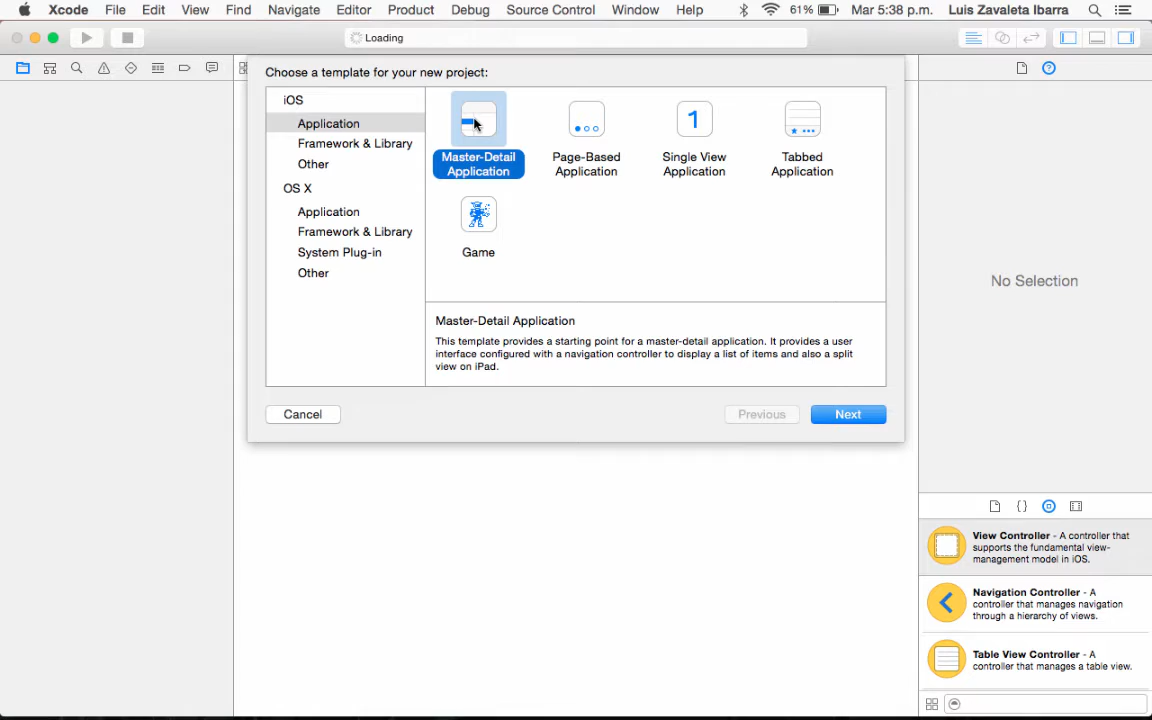 Xcode File Edit View Find Navigate Editor Product Debug Source Control Window Help 61% Mar 5:38 p.m. Luis Zavaleta Ibarra
Loading
Choose a template for your new project:
iOS
Application
Framework & Library
Other
OS X
Application
Framework & Library
System Plug-in
Other
Master-Detail
Application
Page-Based
Application
1
Single View
Application
Tabbed
Application
Game
Master-Detail Application
This template provides a starting point for a master-detail application. It provides a user
interface configured with a navigation controller to display a list of items and also a split
view on iPad.
Cancel
Previous
Next
No Selection
{ }
View Controller - A controller that
supports the fundamental view-
management model in iOS.
Navigation Controller - A
controller that manages navigation
through a hierarchy of views.
Table View Controller - A
controller that manages a table view.